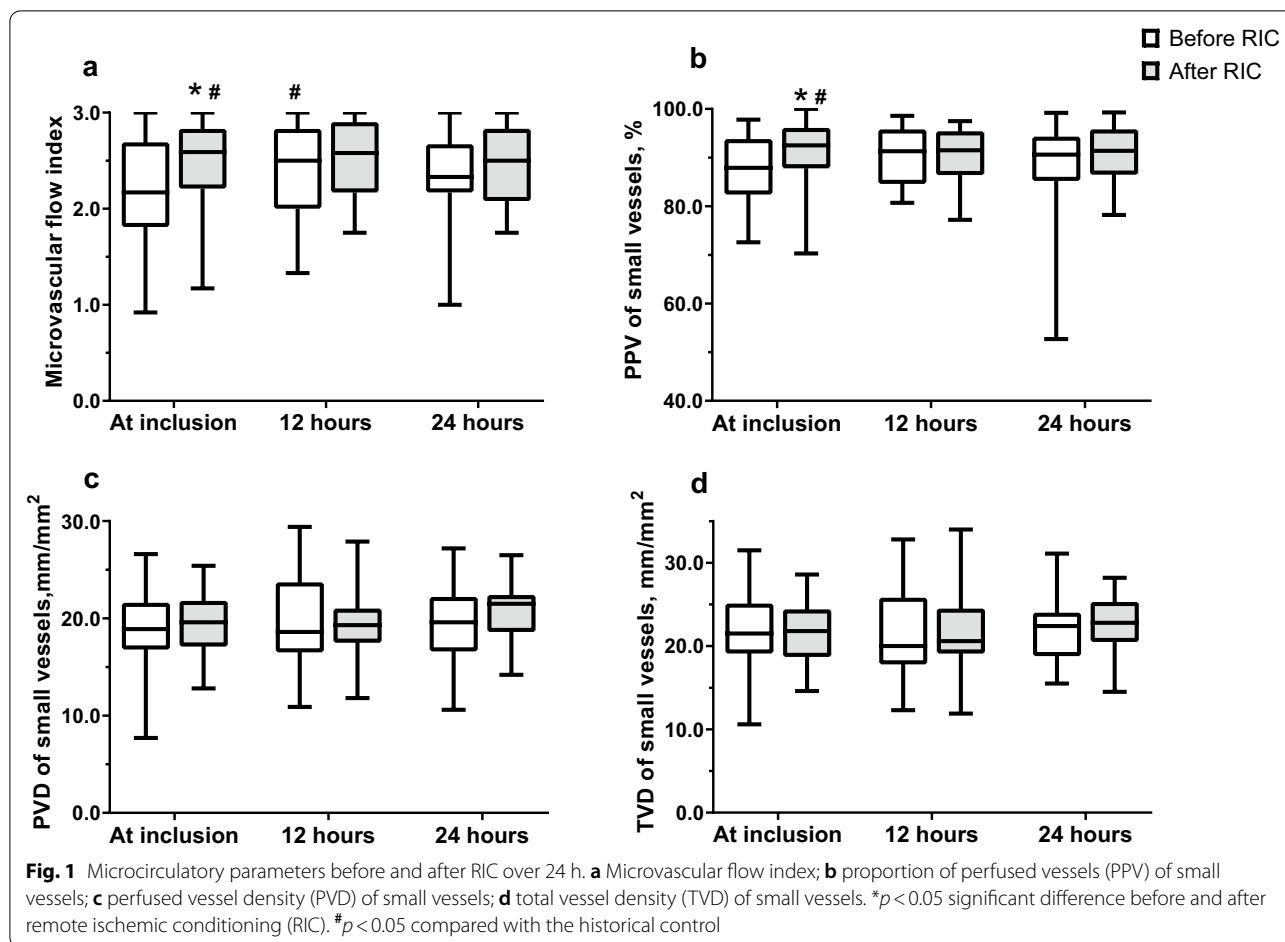 Before RIC
After RIC
a
* #
#
Microvascular flow index
3.0
2.0
1.0
0.0
At inclusion 12 hours 24 hours
b
* #
PPV of small vessels, %
100.0
80.0
60.0
40.0
At inclusion 12 hours 24 hours
c
PVD of small vessels,mm/mm²
30.0
20.0
10.0
0.0
At inclusion 12 hours 24 hours
d
TVD of small vessels, mm/mm²
30.0
20.0
10.0
0.0
At inclusion 12 hours 24 hours
Fig. 1 Microcirculatory parameters before and after RIC over 24 h. a Microvascular flow index; b proportion of perfused vessels (PPV) of small
vessels; c perfused vessel density (PVD) of small vessels; d total vessel density (TVD) of small vessels. *p < 0.05 significant difference before and after
remote ischemic conditioning (RIC). #p < 0.05 compared with the historical control